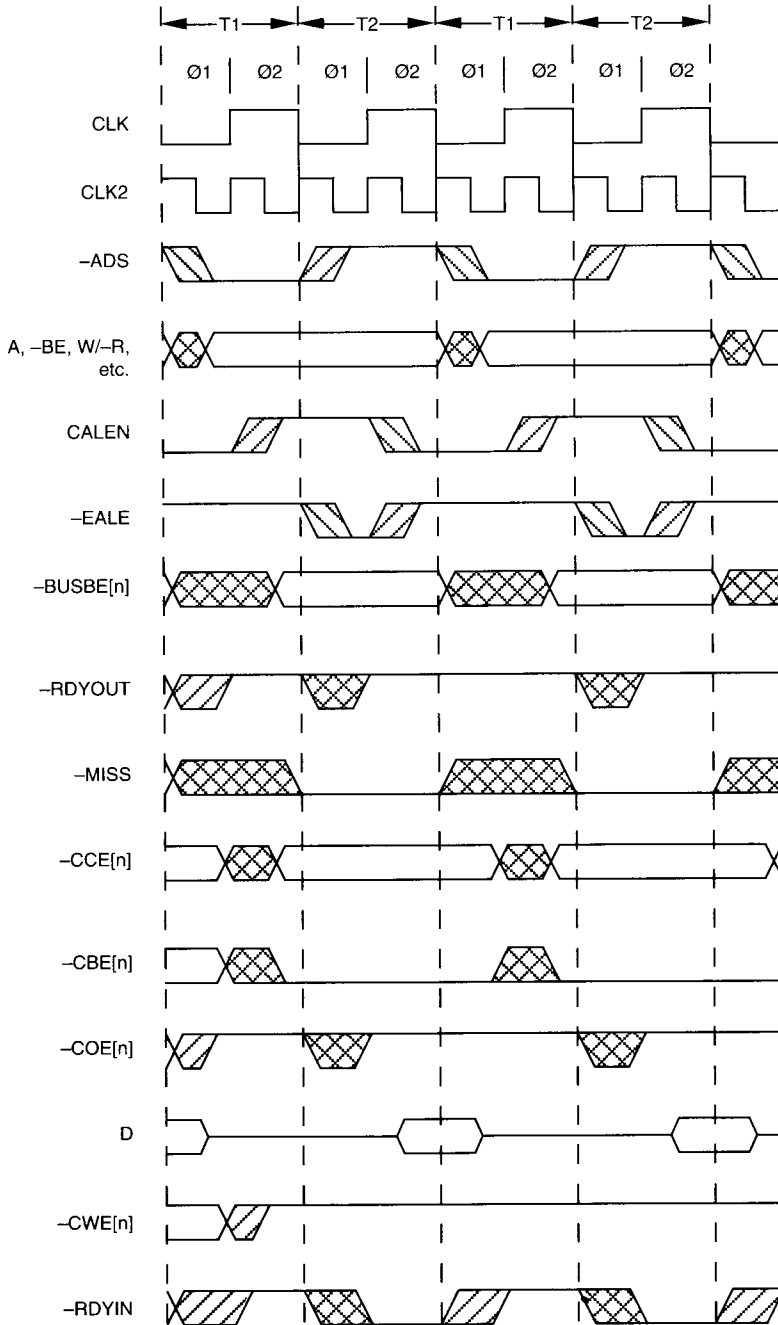 T1 T2 T1 T2
Ø1 Ø2 Ø1 Ø2 Ø1 Ø2 Ø1 Ø2
CLK
CLK2
–ADS
A, –BE, W/–R,
etc.
CALEN
–EALE
–BUSBE[n]
–RDYOUT
–MISS
–CCE[n]
–CBE[n]
–COE[n]
D
–CWE[n]
–RDYIN